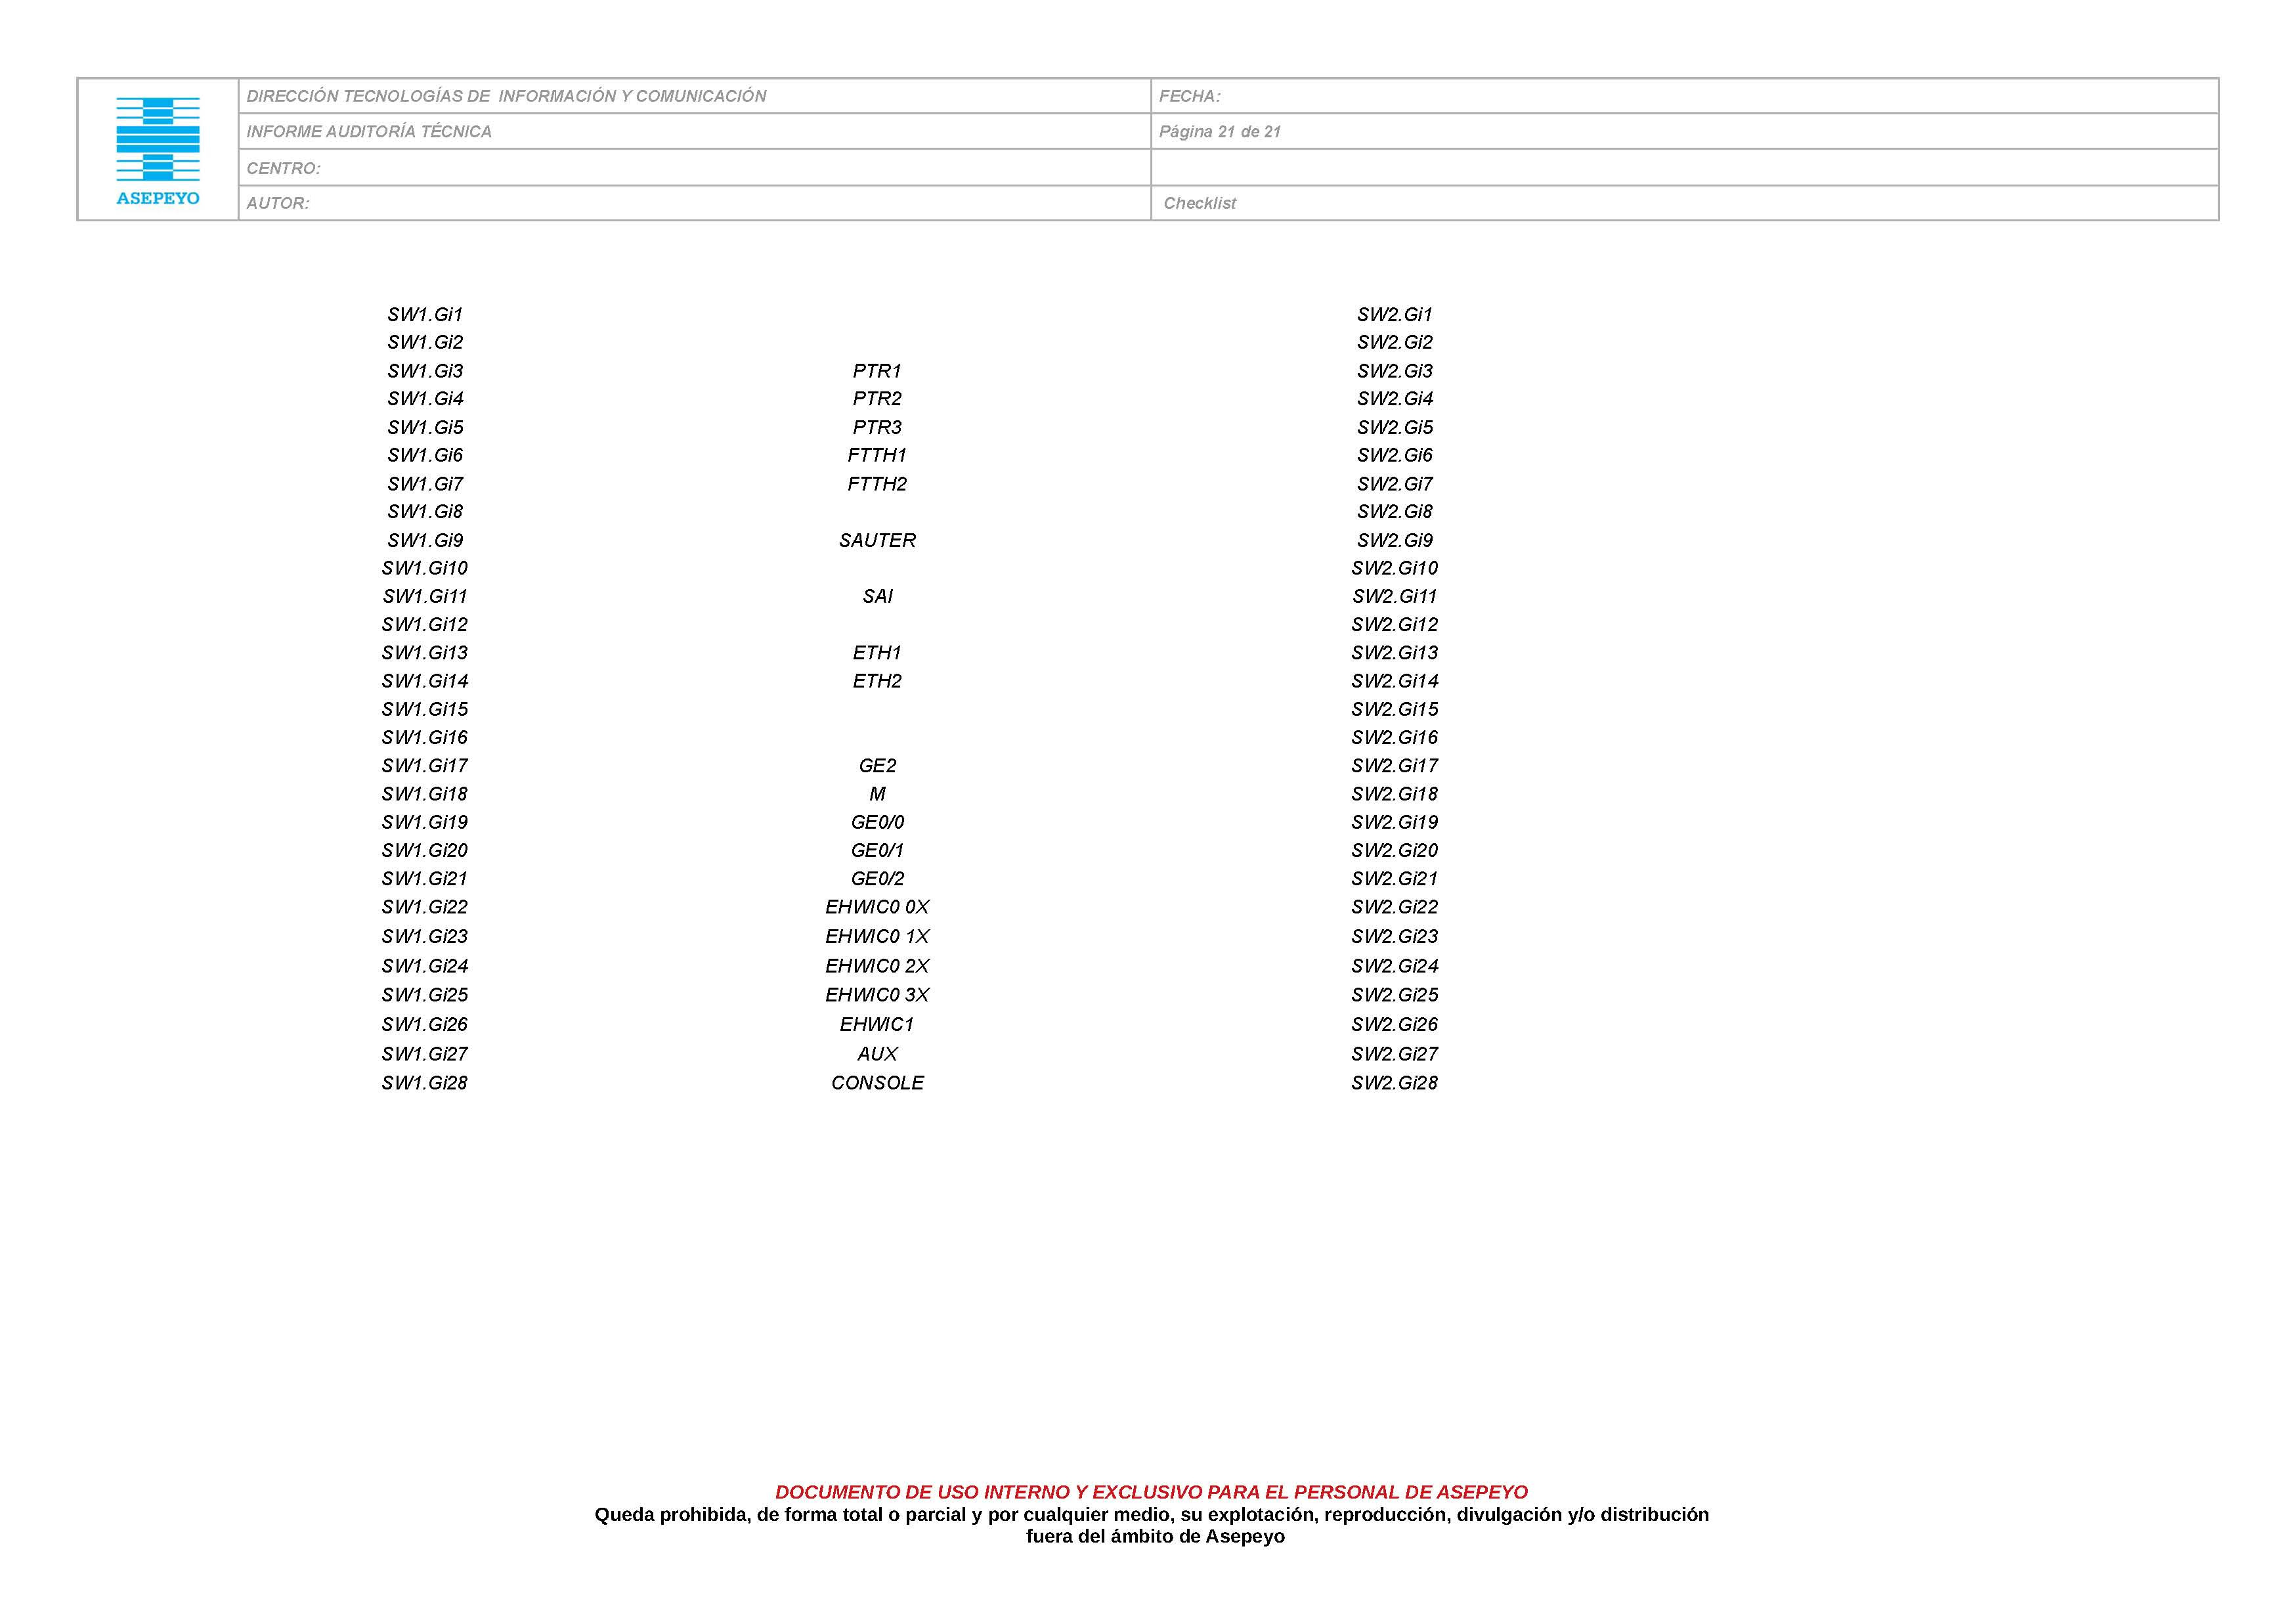 DIRECCIÓN TECNOLOGÍAS DE  INFORMACIÓN Y COMUNICACIÓN FECHA:
INFORME AUDITORÍA TÉCNICA Página 21 de 21
CENTRO:
AUTOR: Checklist
ASEPEYO
SW1.Gi1 SW2.Gi1
SW1.Gi2 SW2.Gi2
SW1.Gi3 PTR1 SW2.Gi3
SW1.Gi4 PTR2 SW2.Gi4
SW1.Gi5 PTR3 SW2.Gi5
SW1.Gi6 FTTH1 SW2.Gi6
SW1.Gi7 FTTH2 SW2.Gi7
SW1.Gi8 SW2.Gi8
SW1.Gi9 SAUTER SW2.Gi9
SW1.Gi10 SW2.Gi10
SW1.Gi11 SAI SW2.Gi11
SW1.Gi12 SW2.Gi12
SW1.Gi13 ETH1 SW2.Gi13
SW1.Gi14 ETH2 SW2.Gi14
SW1.Gi15 SW2.Gi15
SW1.Gi16 SW2.Gi16
SW1.Gi17 GE2 SW2.Gi17
SW1.Gi18 M SW2.Gi18
SW1.Gi19 GE0/0 SW2.Gi19
SW1.Gi20 GE0/1 SW2.Gi20
SW1.Gi21 GE0/2 SW2.Gi21
SW1.Gi22 EHWIC0 0X SW2.Gi22
SW1.Gi23 EHWIC0 1X SW2.Gi23
SW1.Gi24 EHWIC0 2X SW2.Gi24
SW1.Gi25 EHWIC0 3X SW2.Gi25
SW1.Gi26 EHWIC1 SW2.Gi26
SW1.Gi27 AUX SW2.Gi27
SW1.Gi28 CONSOLE SW2.Gi28
DOCUMENTO DE USO INTERNO Y EXCLUSIVO PARA EL PERSONAL DE ASEPEYO
Queda prohibida, de forma total o parcial y por cualquier medio, su explotación, reproducción, divulgación y/o distribución
fuera del ámbito de Asepeyo